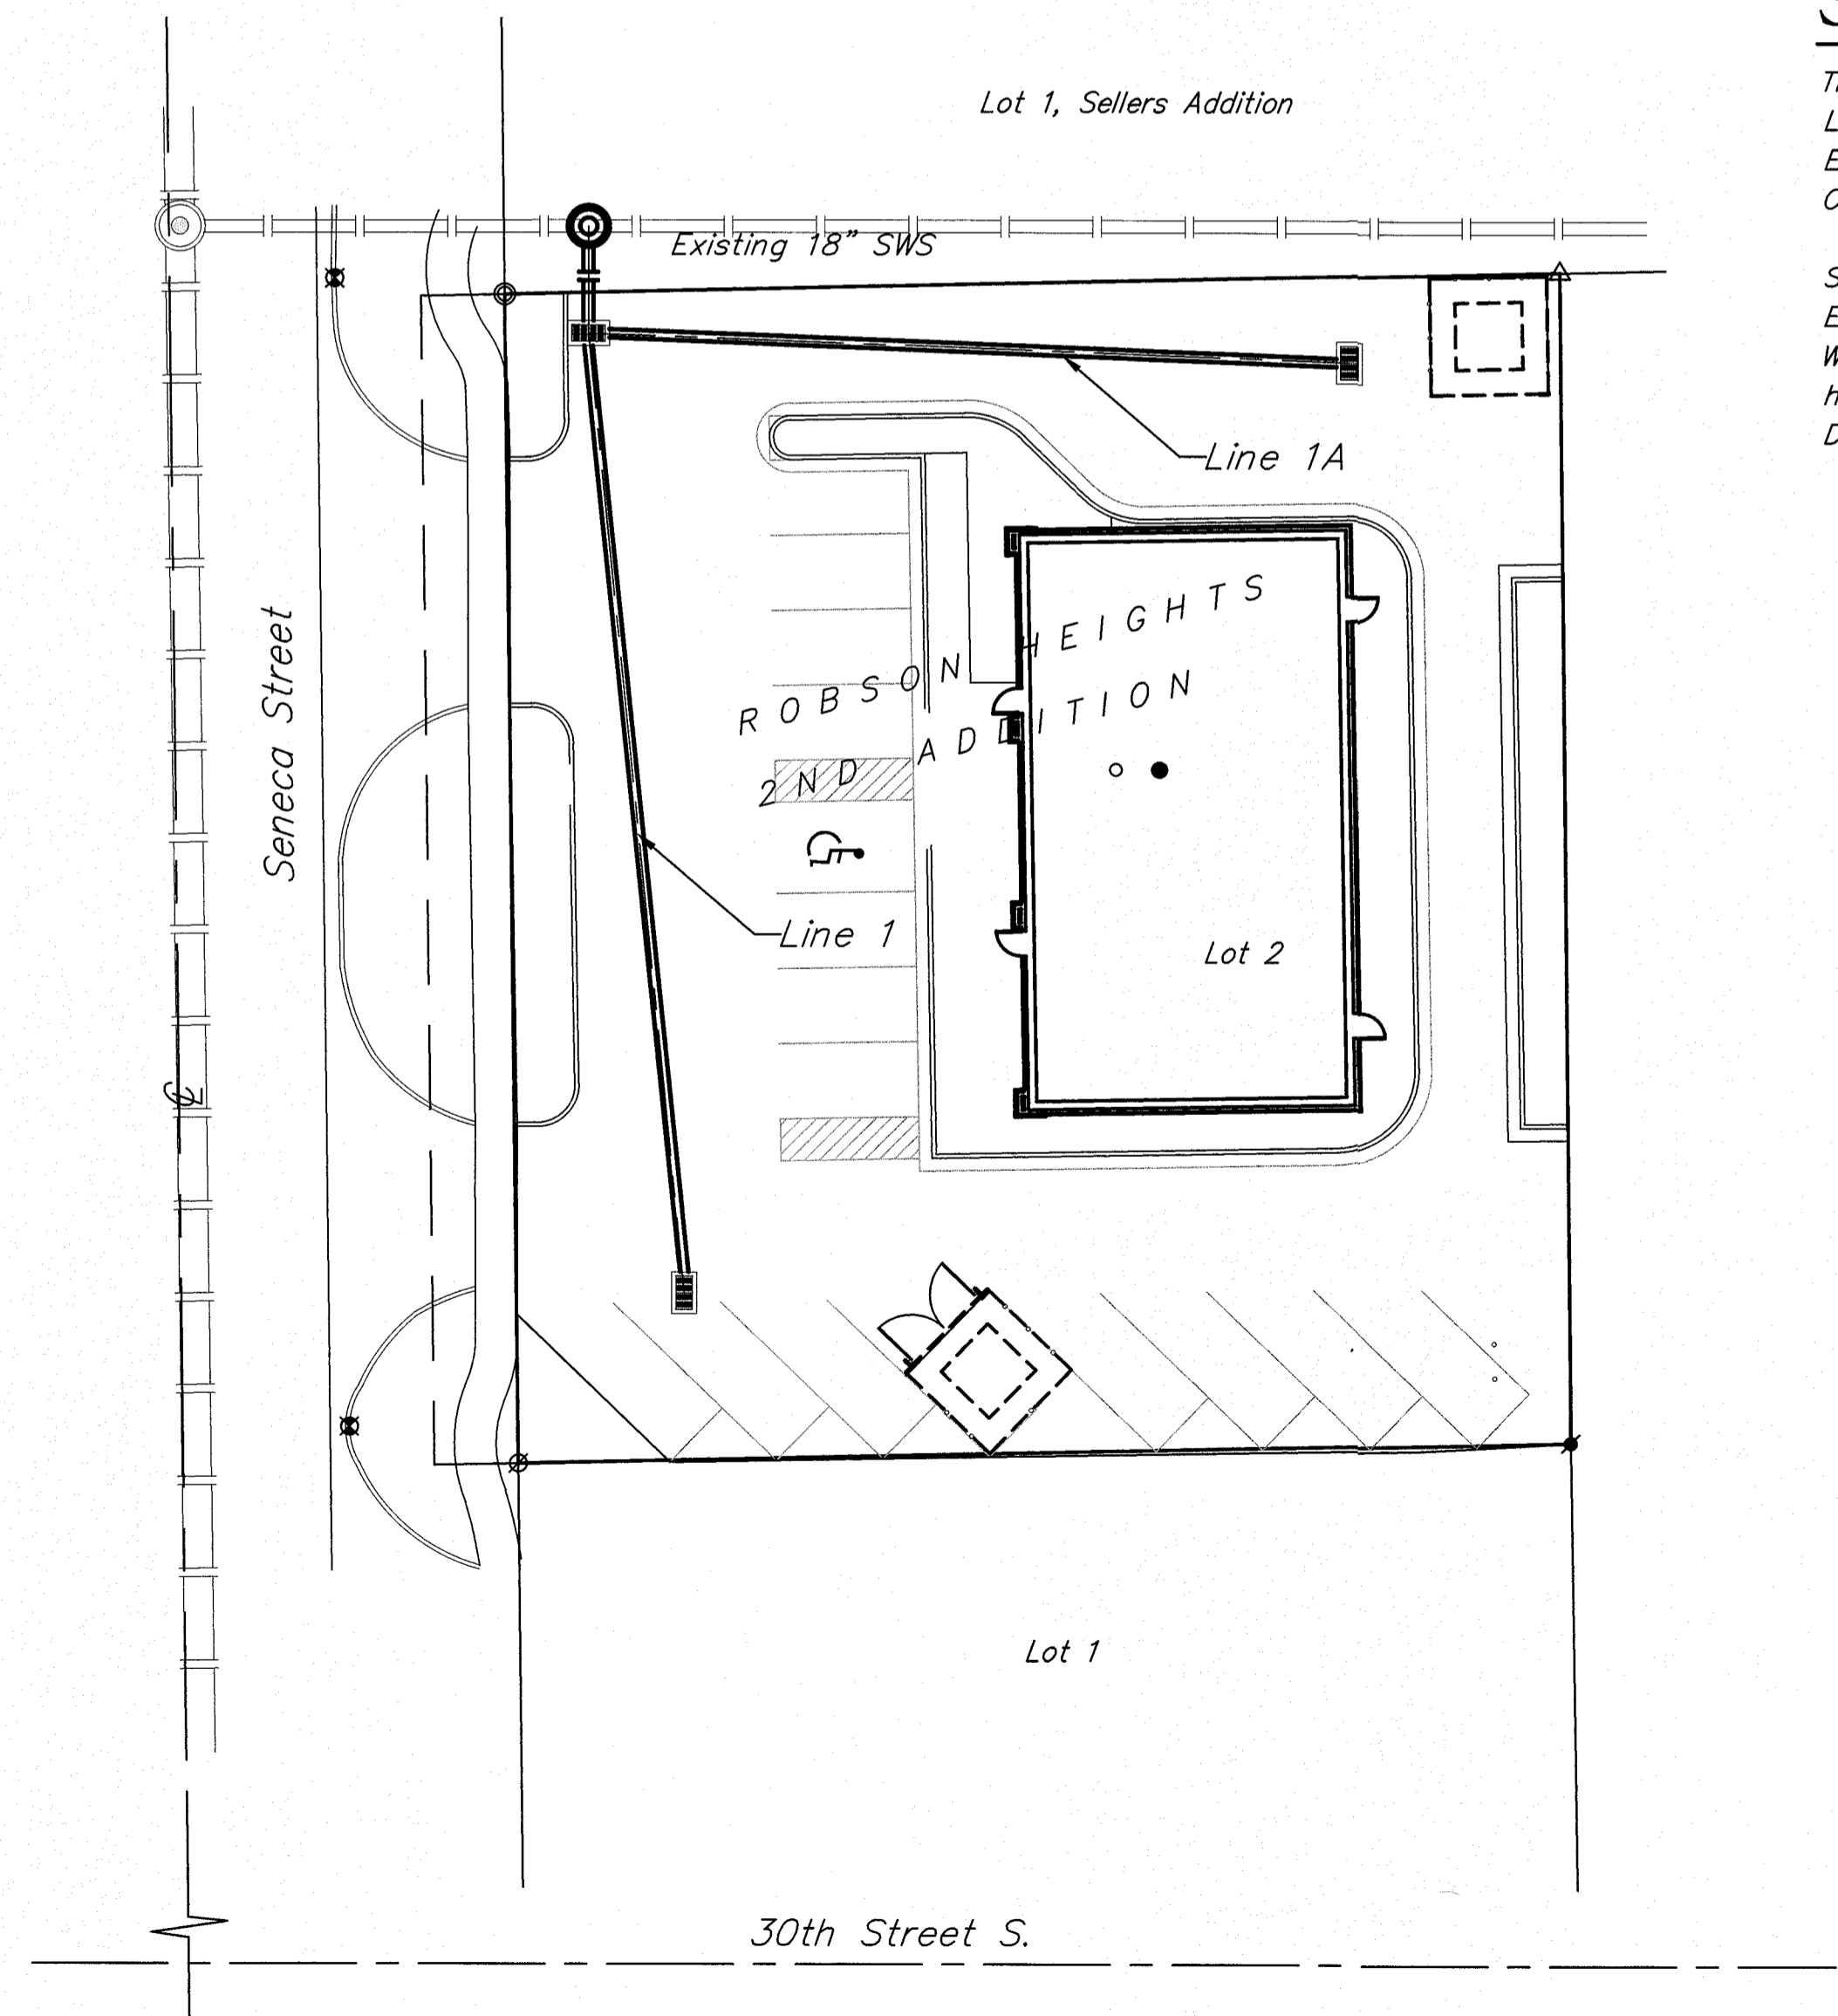 Lot 1, Sellers Addition
Existing 18" SWS
Line 1A
Seneca Street
ROBSON HEIGHTS
2ND ADDITION
Line 1
Lot 2
℄
Lot 1
30th Street S.